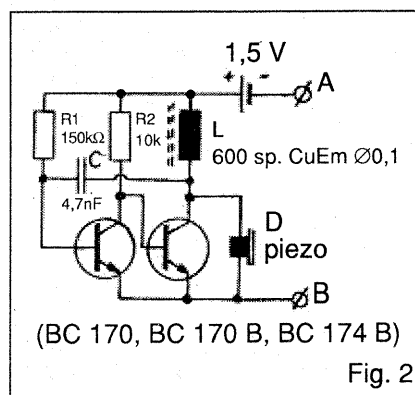 1,5 V
+ -
A
R1
150kΩ
R2
10k
C
4,7nF
L
600 sp. CuEm Ø0,1
D
piezo
B
(BC 170, BC 170 B, BC 174 B)
Fig. 2